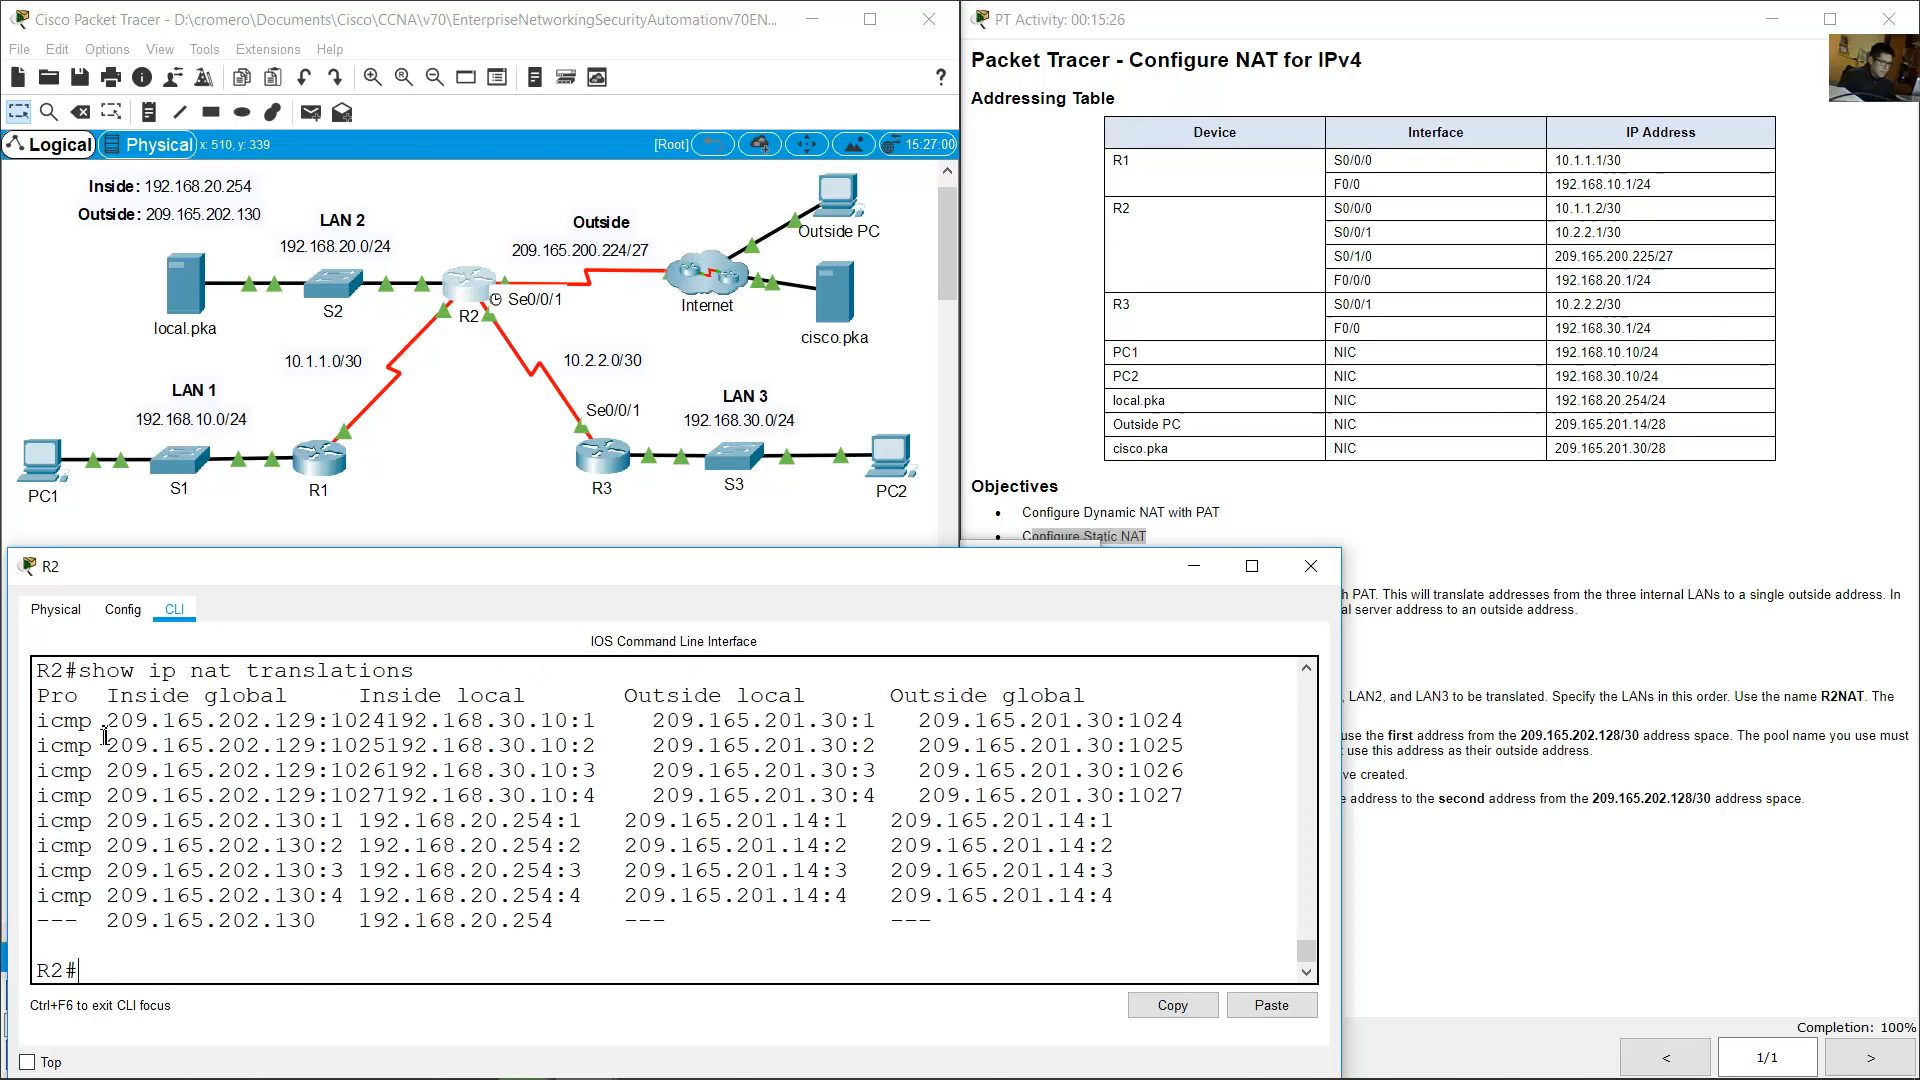 Cisco Packet Tracer - D:\cromero\Documents\Cisco\CCNA\v70\EnterpriseNetworkingSecurityAutomationv70EN...
File Edit Options View Tools Extensions Help
?
Logical Physical x: 510, y: 339 [Root] 15:27:00
Inside: 192.168.20.254
Outside: 209.165.202.130
LAN 2
192.168.20.0/24
Outside
209.165.200.224/27
Outside PC
Se0/0/1
Internet
S2
R2
local.pka
cisco.pka
10.1.1.0/30
10.2.2.0/30
LAN 1
192.168.10.0/24
Se0/0/1
LAN 3
192.168.30.0/24
PC1
S1
R1
R3
S3
PC2
PT Activity: 00:15:26
Packet Tracer - Configure NAT for IPv4
Addressing Table
Device Interface IP Address
R1 S0/0/0 10.1.1.1/30
F0/0 192.168.10.1/24
R2 S0/0/0 10.1.1.2/30
S0/0/1 10.2.2.1/30
S0/1/0 209.165.200.225/27
F0/0/0 192.168.20.1/24
R3 S0/0/1 10.2.2.2/30
F0/0 192.168.30.1/24
PC1 NIC 192.168.10.10/24
PC2 NIC 192.168.30.10/24
local.pka NIC 192.168.20.254/24
Outside PC NIC 209.165.201.14/28
cisco.pka NIC 209.165.201.30/28
Objectives
• Configure Dynamic NAT with PAT
• Configure Static NAT
h PAT. This will translate addresses from the three internal LANs to a single outside address. In
al server address to an outside address.
, LAN2, and LAN3 to be translated. Specify the LANs in this order. Use the name R2NAT. The
use the first address from the 209.165.202.128/30 address space. The pool name you use must
t use this address as their outside address.
ve created.
e address to the second address from the 209.165.202.128/30 address space.
Completion: 100%
< 1/1 >
R2
Physical Config CLI
IOS Command Line Interface
R2#show ip nat translations
Pro Inside global Inside local Outside local Outside global
icmp 209.165.202.129:1024192.168.30.10:1 209.165.201.30:1 209.165.201.30:1024
icmp 209.165.202.129:1025192.168.30.10:2 209.165.201.30:2 209.165.201.30:1025
icmp 209.165.202.129:1026192.168.30.10:3 209.165.201.30:3 209.165.201.30:1026
icmp 209.165.202.129:1027192.168.30.10:4 209.165.201.30:4 209.165.201.30:1027
icmp 209.165.202.130:1 192.168.20.254:1 209.165.201.14:1 209.165.201.14:1
icmp 209.165.202.130:2 192.168.20.254:2 209.165.201.14:2 209.165.201.14:2
icmp 209.165.202.130:3 192.168.20.254:3 209.165.201.14:3 209.165.201.14:3
icmp 209.165.202.130:4 192.168.20.254:4 209.165.201.14:4 209.165.201.14:4
--- 209.165.202.130 192.168.20.254 --- ---
R2#
Ctrl+F6 to exit CLI focus
Copy Paste
Top